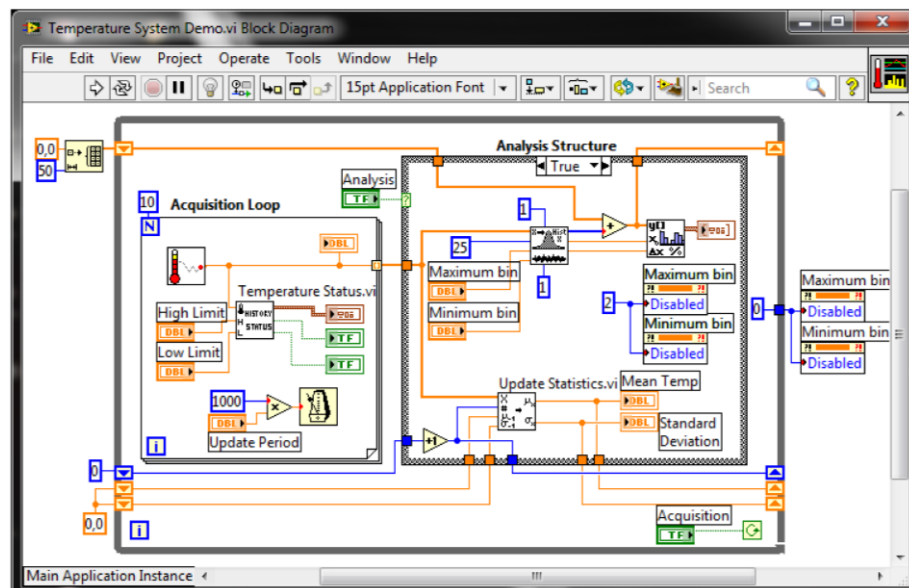 Temperature System Demo.vi Block Diagram
File Edit View Project Operate Tools Window Help
15pt Application Font
Search
Analysis Structure
True
0,0
50
Analysis
TF
10
N
Acquisition Loop
DBL
1
25
Maximum bin
DBL
Minimum bin
DBL
1
2
Maximum bin
Disabled
Minimum bin
Disabled
0
Maximum bin
Disabled
Minimum bin
Disabled
Temperature Status.vi
High Limit
DBL
Low Limit
DBL
HISTORY
H
L
STATUS
TF
TF
1000
DBL
Update Period
i
Update Statistics.vi
Mean Temp
DBL
DBL
Standard
Deviation
+1
0
0,0
i
Acquisition
TF
Main Application Instance